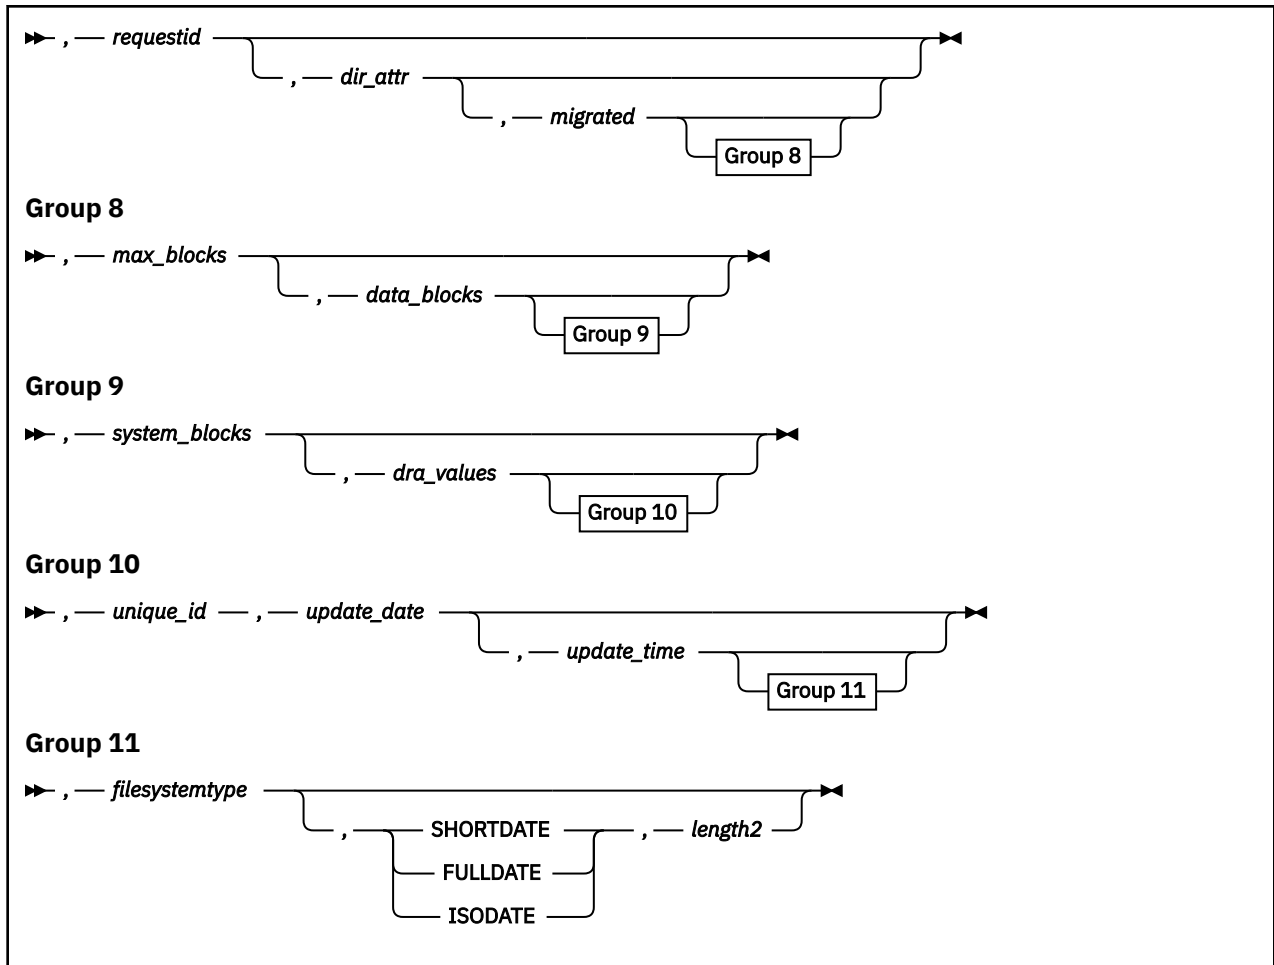 , requestid
, dir_attr
, migrated
Group 8
Group 8
, max_blocks
, data_blocks
Group 9
Group 9
, system_blocks
, dra_values
Group 10
Group 10
, unique_id , update_date
, update_time
Group 11
Group 11
, filesystemtype
, SHORTDATE , length2
FULLDATE
ISODATE